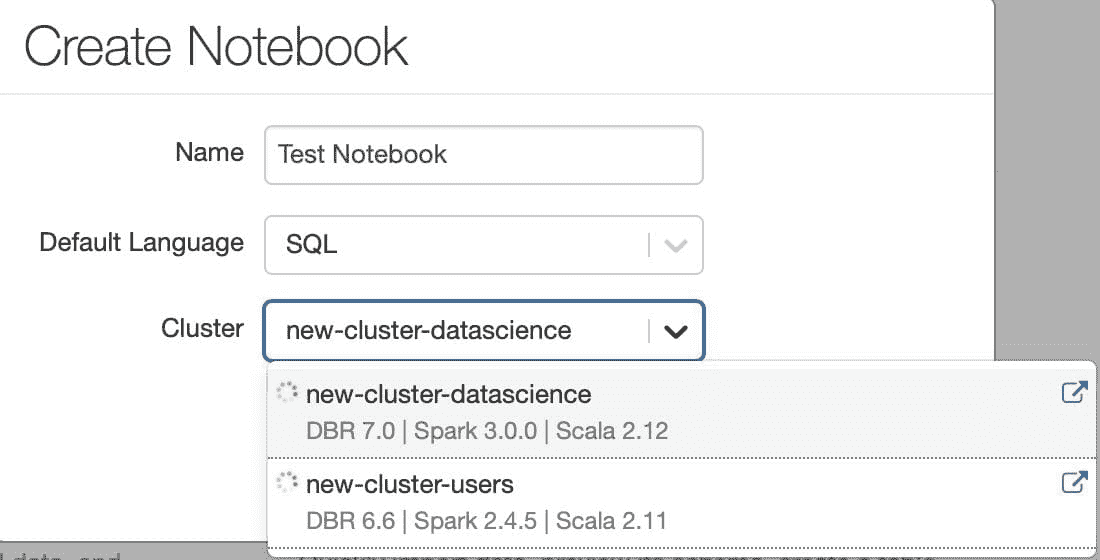 Create Notebook
Name
Test Notebook
Default Language
SQL
Cluster
new-cluster-datascience
new-cluster-datascience
DBR 7.0 | Spark 3.0.0 | Scala 2.12
new-cluster-users
DBR 6.6 | Spark 2.4.5 | Scala 2.11